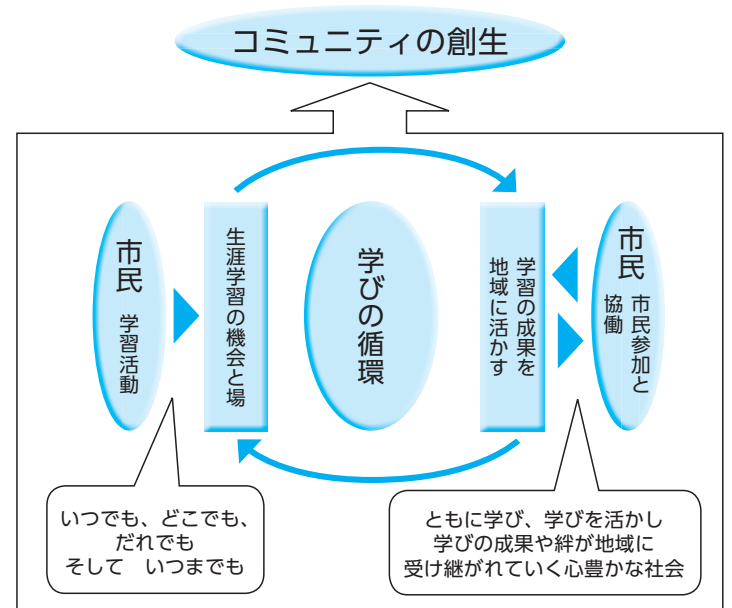 コミュニティの創生
市民 学習活動
生涯学習の機会と場
学びの循環
学習の成果を
地域に活かす
市民 市民参加と
協働
いつでも、どこでも、
だれでも
そして　いつまでも
ともに学び、学びを活かし
学びの成果や絆が地域に
受け継がれていく心豊かな社会